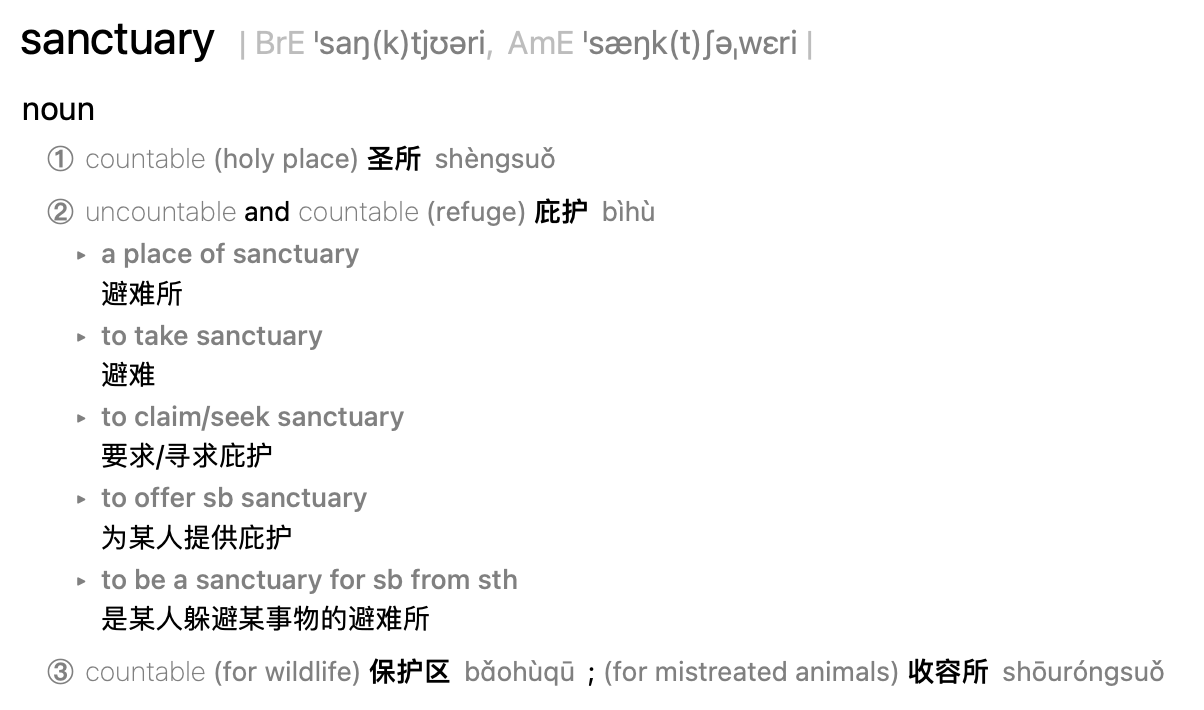 sanctuary | BrE ˈsaŋ(k)tjʊəri, AmE ˈsæŋk(t)ʃəˌwɛri |
noun
① countable (holy place) 圣所 shèngsuǒ
② uncountable and countable (refuge) 庇护 bìhù
▸ a place of sanctuary
避难所
▸ to take sanctuary
避难
▸ to claim/seek sanctuary
要求/寻求庇护
▸ to offer sb sanctuary
为某人提供庇护
▸ to be a sanctuary for sb from sth
是某人躲避某事物的避难所
③ countable (for wildlife) 保护区 bǎohùqū ; (for mistreated animals) 收容所 shōuróngsuǒ